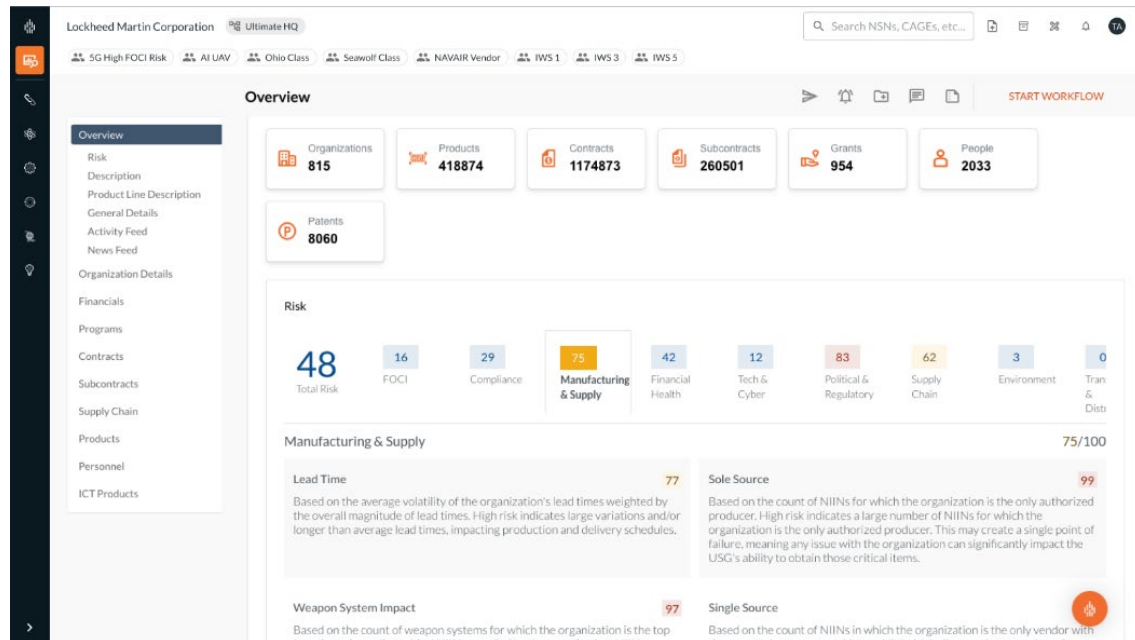 Lockheed Martin Corporation
Ultimate HQ
Search NSNs, CAGEs, etc...
TA
5G High FOCI Risk
AI UAV
Ohio Class
Seawolf Class
NAVAIR Vendor
IWS 1
IWS 3
IWS 5
Overview
START WORKFLOW
Overview
Risk
Description
Product Line Description
General Details
Activity Feed
News Feed
Organization Details
Financials
Programs
Contracts
Subcontracts
Supply Chain
Products
Personnel
ICT Products
Organizations
815
Products
418874
Contracts
1174873
Subcontracts
260501
Grants
954
People
2033
Patents
8060
Risk
48
Total Risk
16
FOCI
29
Compliance
75
Manufacturing
& Supply
42
Financial
Health
12
Tech &
Cyber
83
Political &
Regulatory
62
Supply
Chain
3
Environment
0
Tran
&
Distr
Manufacturing & Supply
75/100
Lead Time
77
Based on the average volatility of the organization's lead times weighted by
the overall magnitude of lead times. High risk indicates large variations and/or
longer than average lead times, impacting production and delivery schedules.
Sole Source
99
Based on the count of NIINs for which the organization is the only authorized
producer. High risk indicates a large number of NIINs for which the
organization is the only authorized producer. This may create a single point of
failure, meaning any issue with the organization can significantly impact the
USG's ability to obtain those critical items.
Weapon System Impact
97
Based on the count of weapon systems for which the organization is the top
Single Source
Based on the count of NIINs in which the organization is the only vendor with